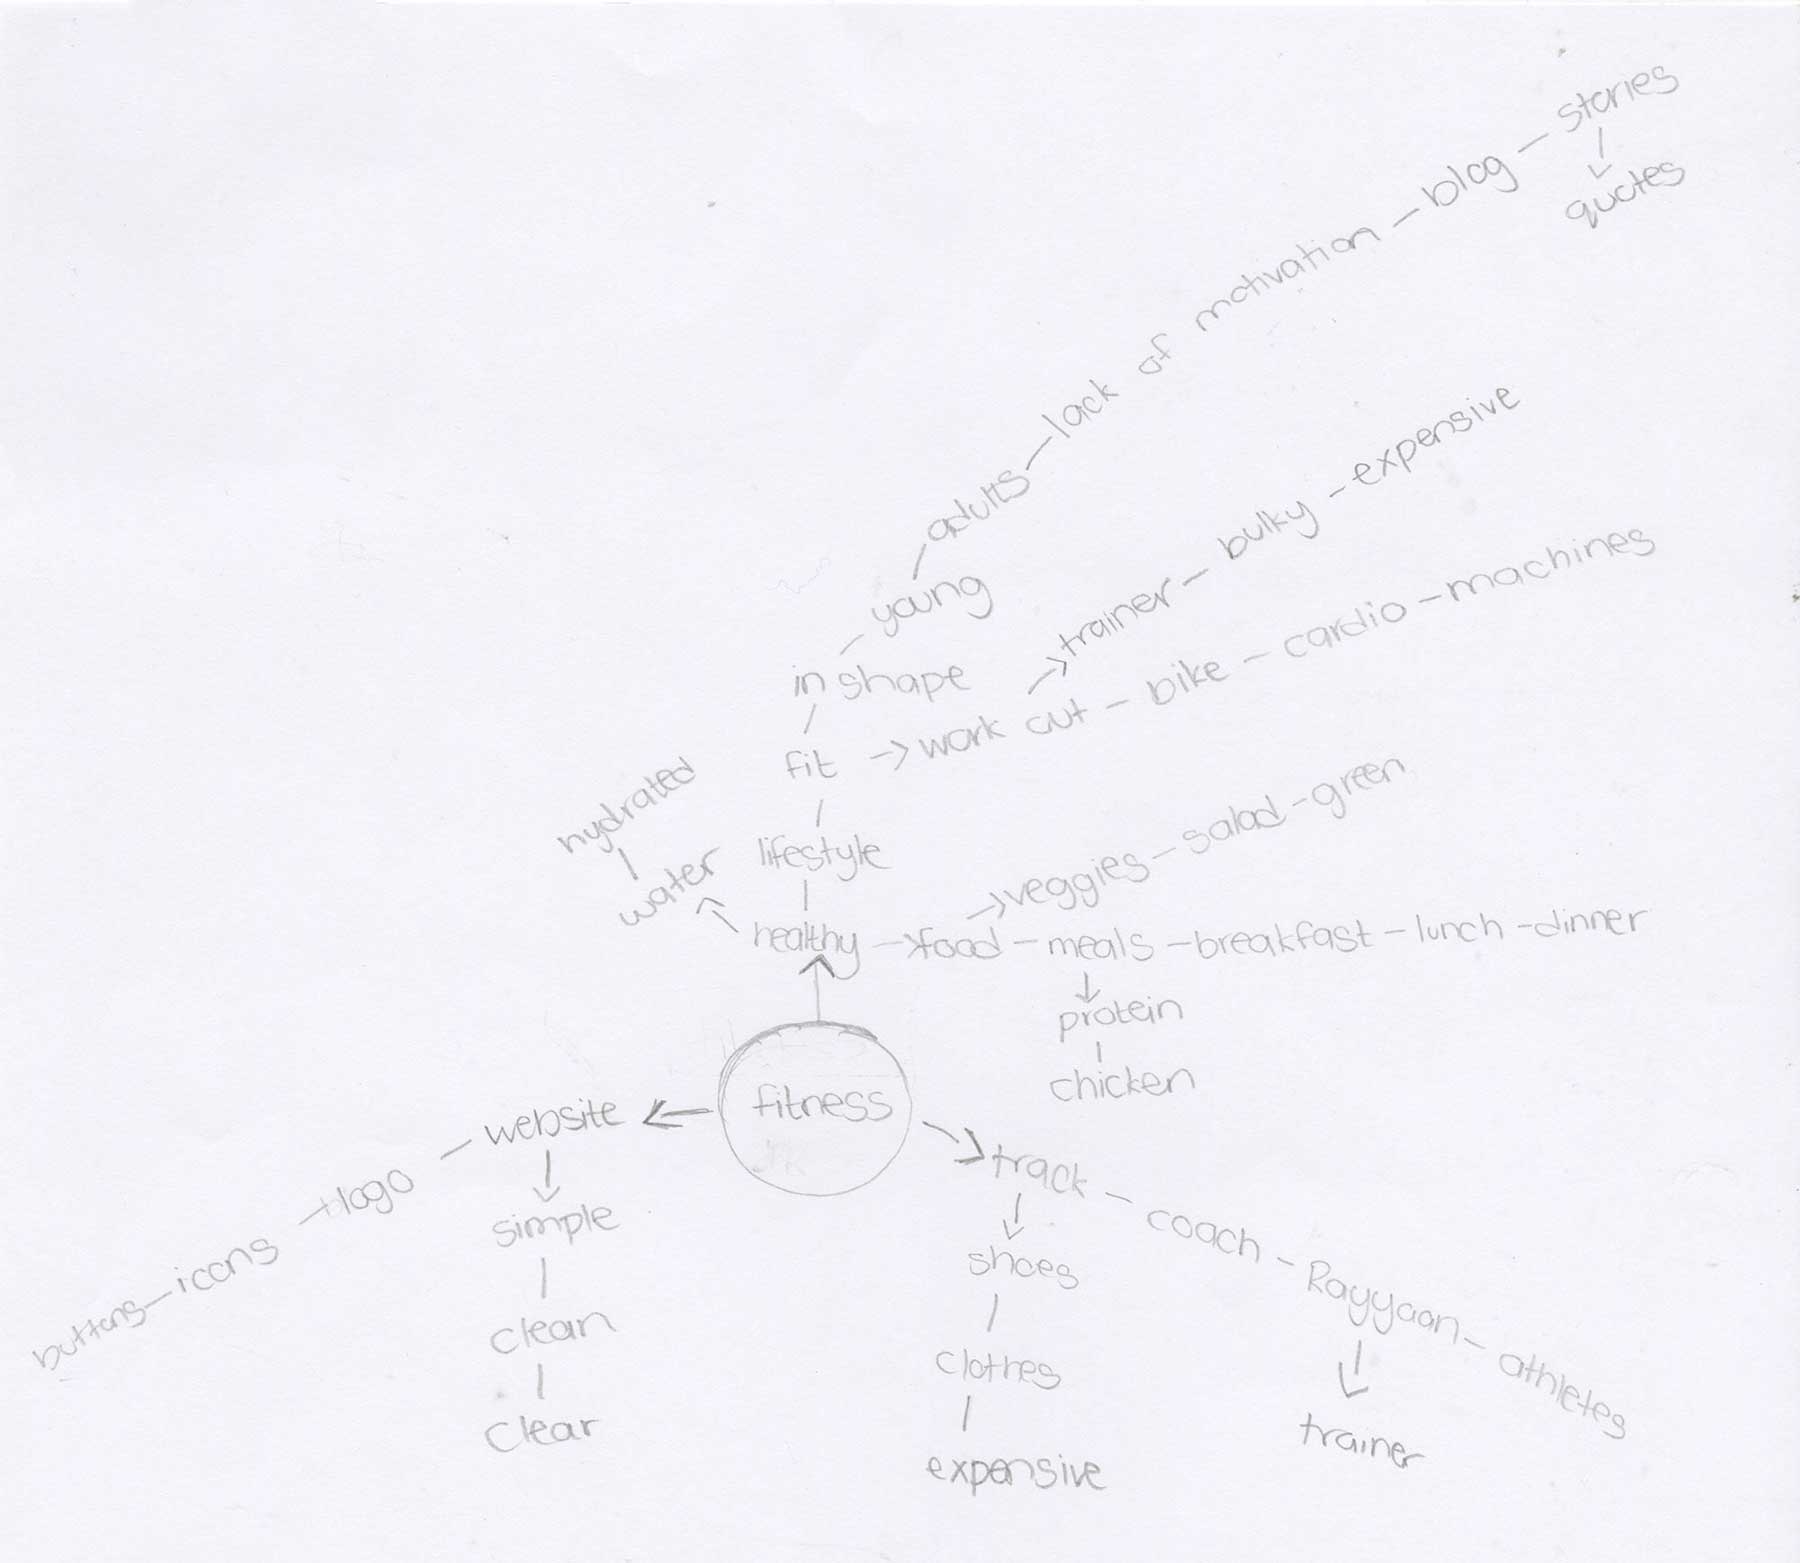 stories
quotes
adults — lack of motivation — blog —
young
in shape
trainer — bulky — expensive
fit → work out — bike — cardio — machines
lifestyle
hydrated
water
veggies — salad — green
healthy → food — meals — breakfast — lunch — dinner
protein
chicken
fitness
website
logo
icons
buttons
simple
clean
clear
track — coach — Rayyaan — athletes
shoes
clothes
expensive
trainer